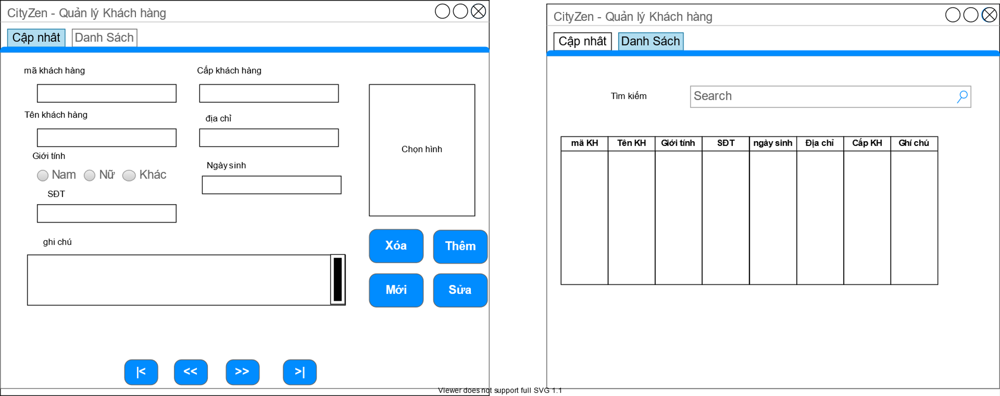 CityZen - Quản lý Khách hàng
Cập nhât
Danh Sách
mã khách hàng
Cấp khách hàng
Tên khách hàng
địa chỉ
Chọn hình
Giới tính
Ngày sinh
Nam
Nữ
Khác
SĐT
ghi chú
Xóa
Thêm
Mới
Sửa
|<
<<
>>
>|
CityZen - Quản lý Khách hàng
Cập nhât
Danh Sách
Tìm kiếm
Search
mã KH
Tên KH
Giới tính
SĐT
ngày sinh
Địa chỉ
Cấp KH
Ghí chú
Viewer does not support full SVG 1.1